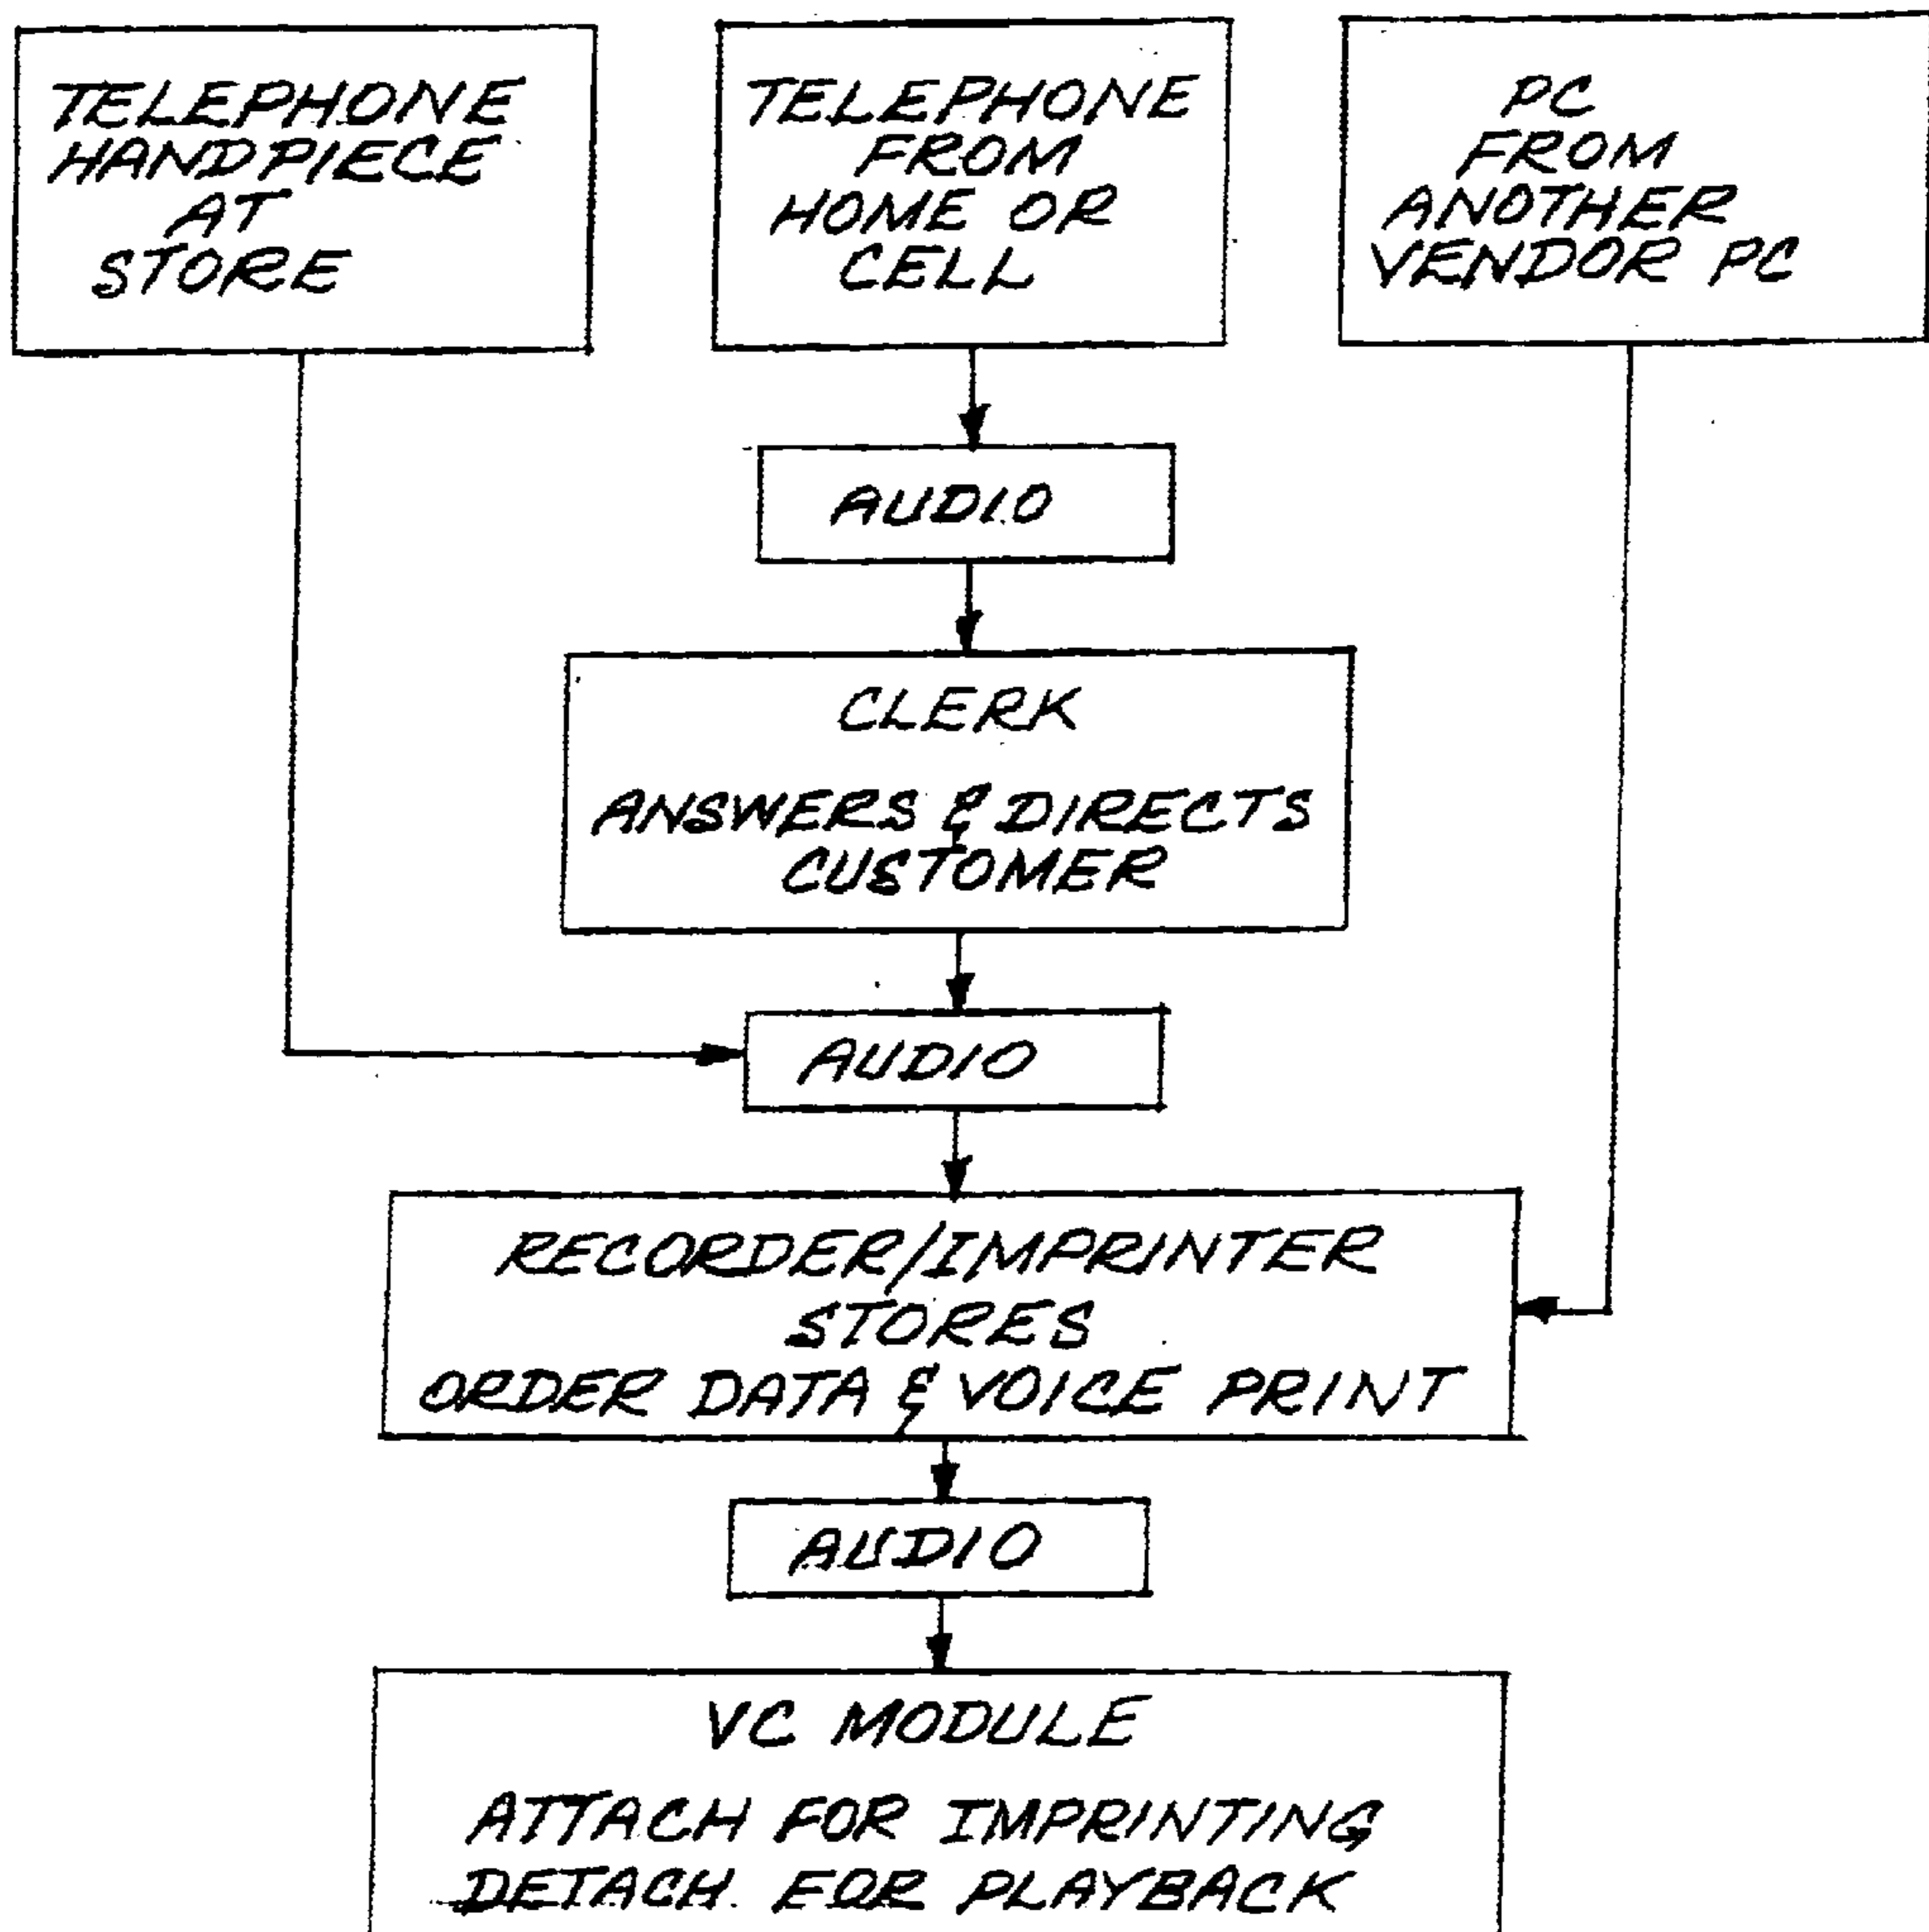 TELEPHONE
HANDPIECE
AT
STORE
TELEPHONE
FROM
HOME OR
CELL
PC
FROM
ANOTHER
VENDOR PC
AUDIO
CLERK
ANSWERS & DIRECTS
CUSTOMER
AUDIO
RECORDER/IMPRINTER
STORES
ORDER DATA & VOICE PRINT
AUDIO
VC MODULE
ATTACH FOR IMPRINTING
DETACH FOR PLAYBACK